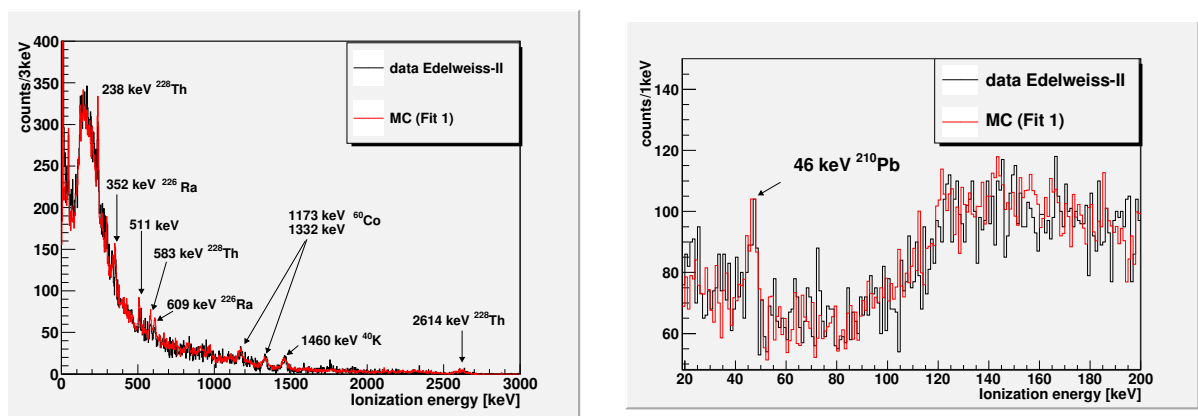 counts/3keV
400
350
300
250
200
150
100
50
0
data Edelweiss-II
MC (Fit 1)
238 keV ²²⁸Th
352 keV ²²⁶ Ra
511 keV
583 keV ²²⁸Th
609 keV ²²⁶Ra
1173 keV ⁶⁰Co
1332 keV
1460 keV ⁴⁰K
2614 keV ²²⁸Th
0 500 1000 1500 2000 2500 3000
Ionization energy [keV]
counts/1keV
140
120
100
80
60
data Edelweiss-II
MC (Fit 1)
46 keV ²¹⁰Pb
20 40 60 80 100 120 140 160 180 200
Ionization energy [keV]